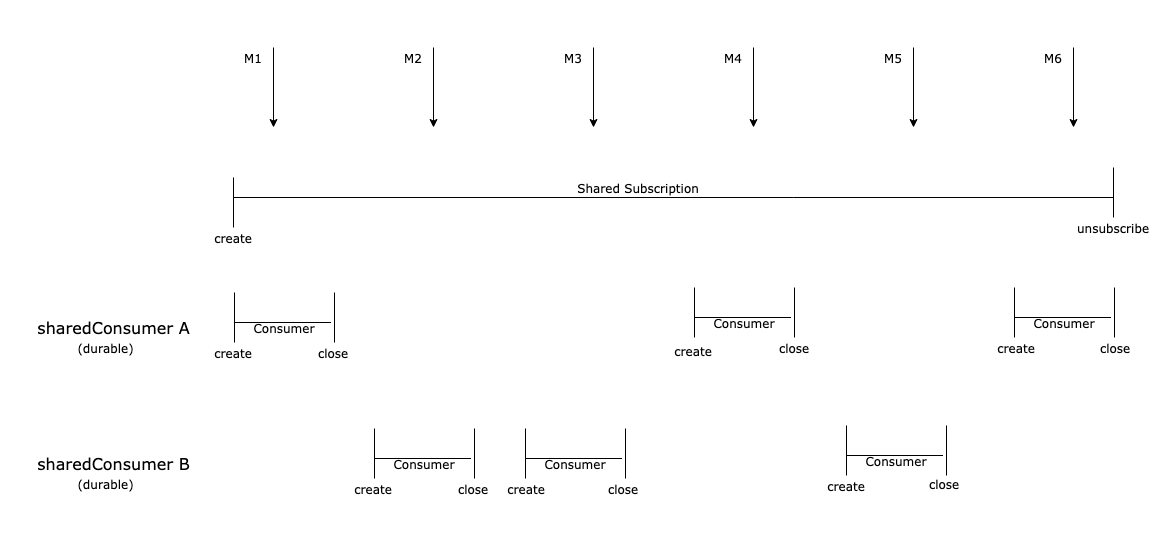 M1
M2
M3
M4
M5
M6
Shared Subscription
create
unsubscribe
sharedConsumer A
(durable)
Consumer
create
close
Consumer
create
close
Consumer
create
close
sharedConsumer B
(durable)
Consumer
create
close
Consumer
create
close
Consumer
create
close